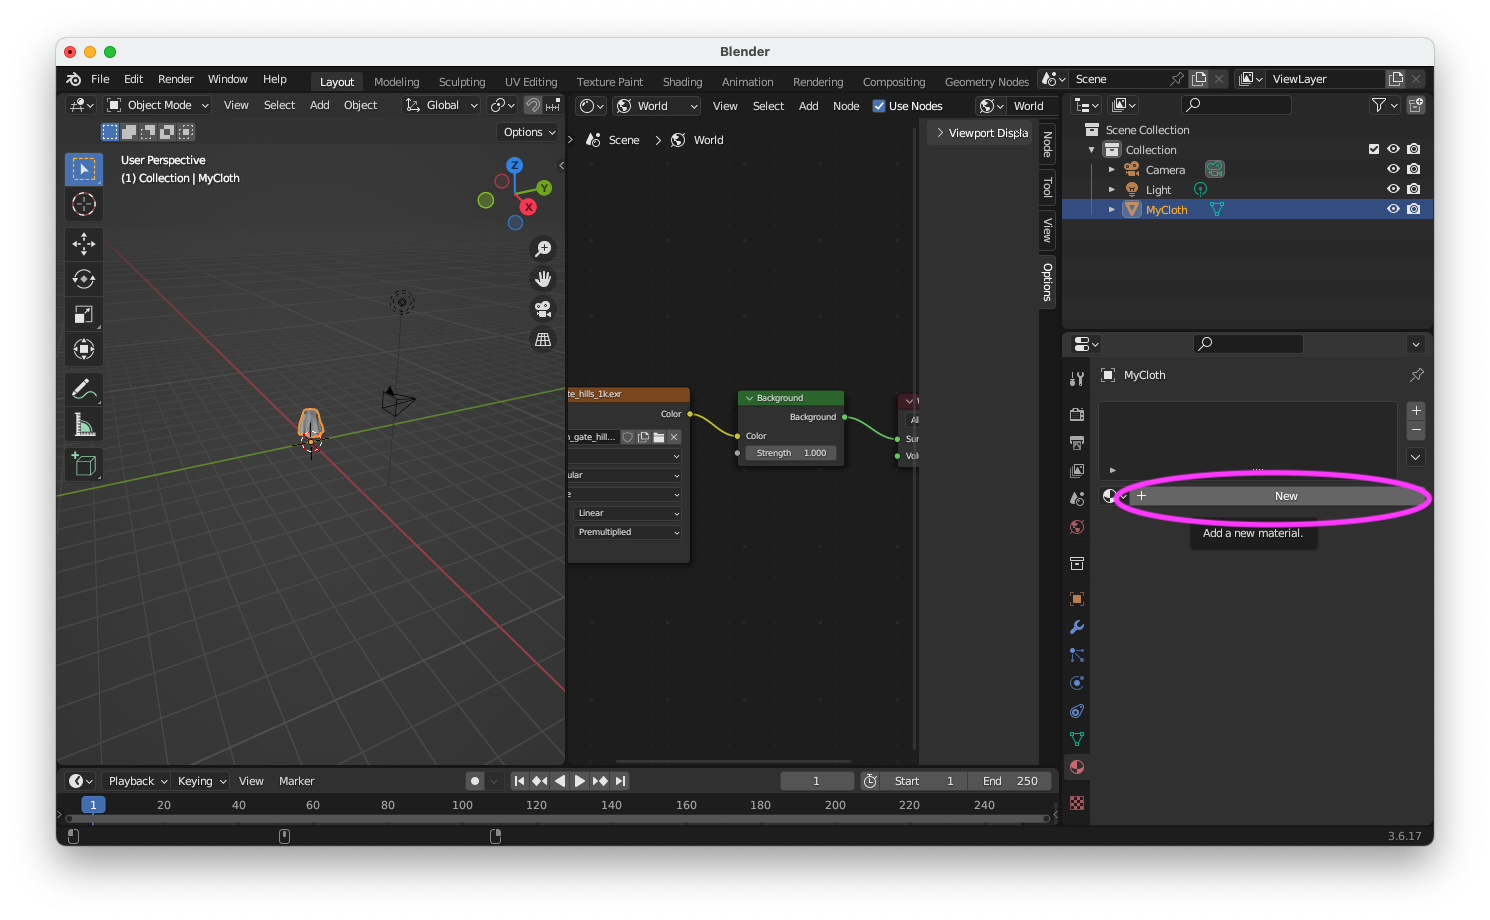 Blender
File Edit Render Window Help Layout Modeling Sculpting UV Editing Texture Paint Shading Animation Rendering Compositing Geometry Nodes Scene ViewLayer
Object Mode View Select Add Object Global
World View Select Add Node Use Nodes World
Options
User Perspective
(1) Collection | MyCloth
Z
Y
X
Scene World
Viewport Displa
Node
Tool
View
Options
te_hills_1k.exr
Color
n_gate_hill...
ular
e
Linear
Premultiplied
Background
Background
Color
Strength 1.000
Al
Sur
Vol
Scene Collection
Collection
Camera
Light
MyCloth
MyCloth
New
Add a new material.
Playback Keying View Marker 1 Start 1 End 250
1 20 40 60 80 100 120 140 160 180 200 220 240
3.6.17